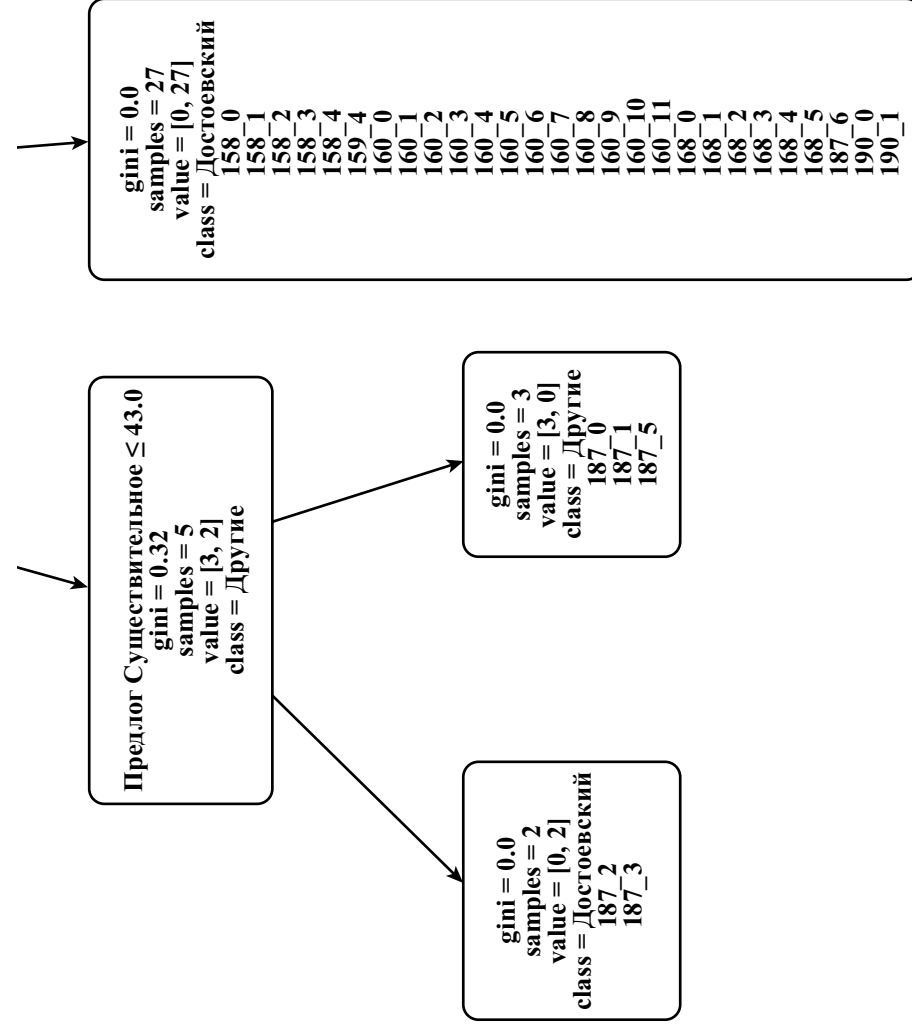 Предлог Существительное ≤ 43.0
gini = 0.32
samples = 5
value = [3, 2]
class = Другие
gini = 0.0
samples = 27
value = [0, 27]
class = Достоевский
158_0
158_1
158_2
158_3
158_4
159_4
160_0
160_1
160_2
160_3
160_4
160_5
160_6
160_7
160_8
160_9
160_10
160_11
168_0
168_1
168_2
168_3
168_4
168_5
187_6
190_0
190_1
gini = 0.0
samples = 2
value = [0, 2]
class = Достоевский
187_2
187_3
gini = 0.0
samples = 3
value = [3, 0]
class = Другие
187_0
187_1
187_5